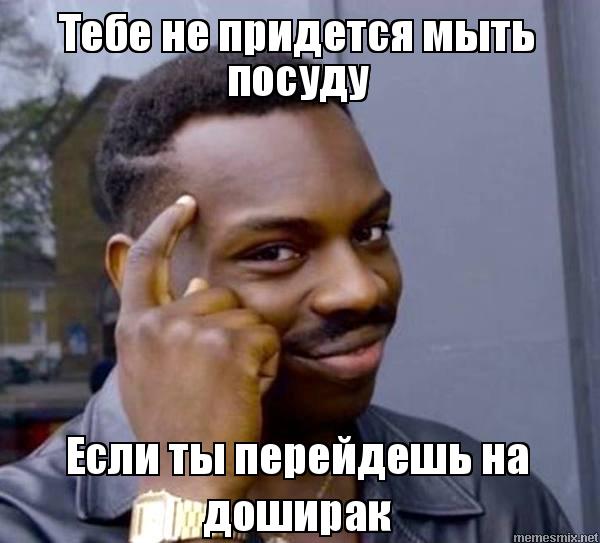 Тебе не придется мыть
посуду
Если ты перейдешь на
доширак
memesmix.net